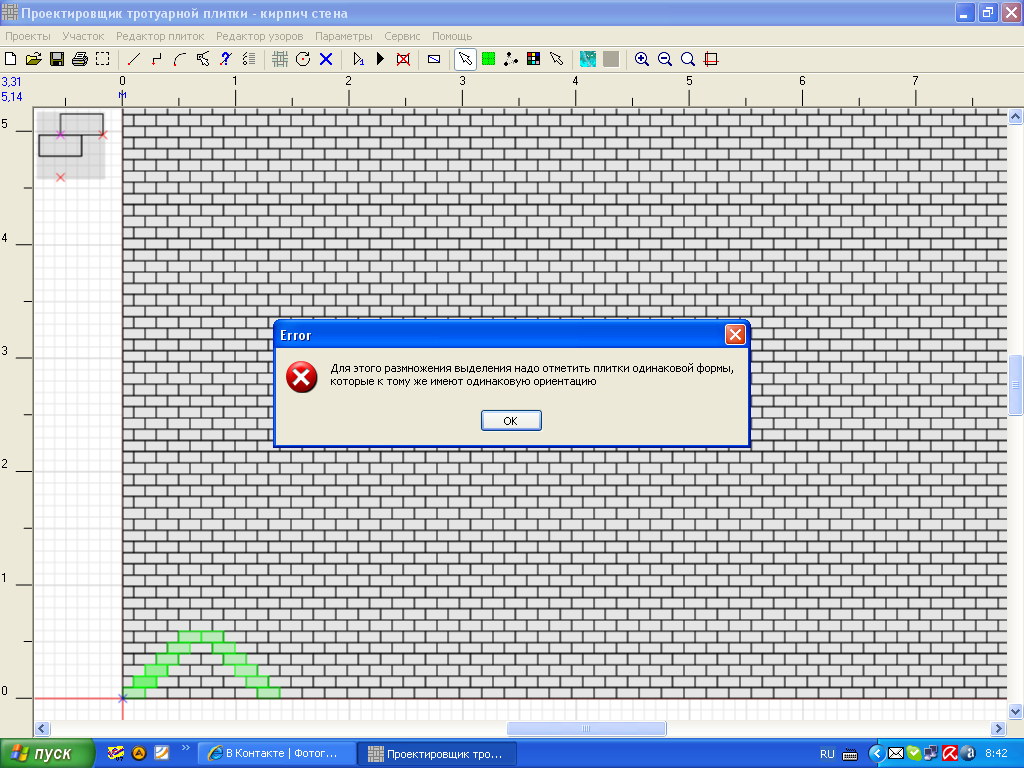 Проектировщик тротуарной плитки - кирпич стена
Проекты Участок Редактор плиток Редактор узоров Параметры Сервис Помощь
3,31
5,14
0 1 2 3 4 5 6 7
м
5
4
3
2
1
0
Error
Для этого размножения выделения надо отметить плитки одинаковой формы,
которые к тому же имеют одинаковую ориентацию
OK
пуск
В Контакте | Фотог...
Проектировщик тро...
RU
8:42